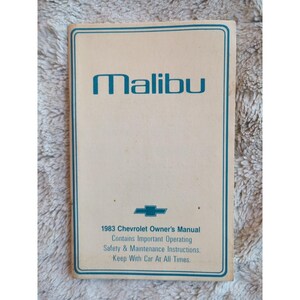 malibu
1983 Chevrolet Owner's Manual
Contains Important Operating
Safety & Maintenance Instructions.
Keep With Car At All Times.